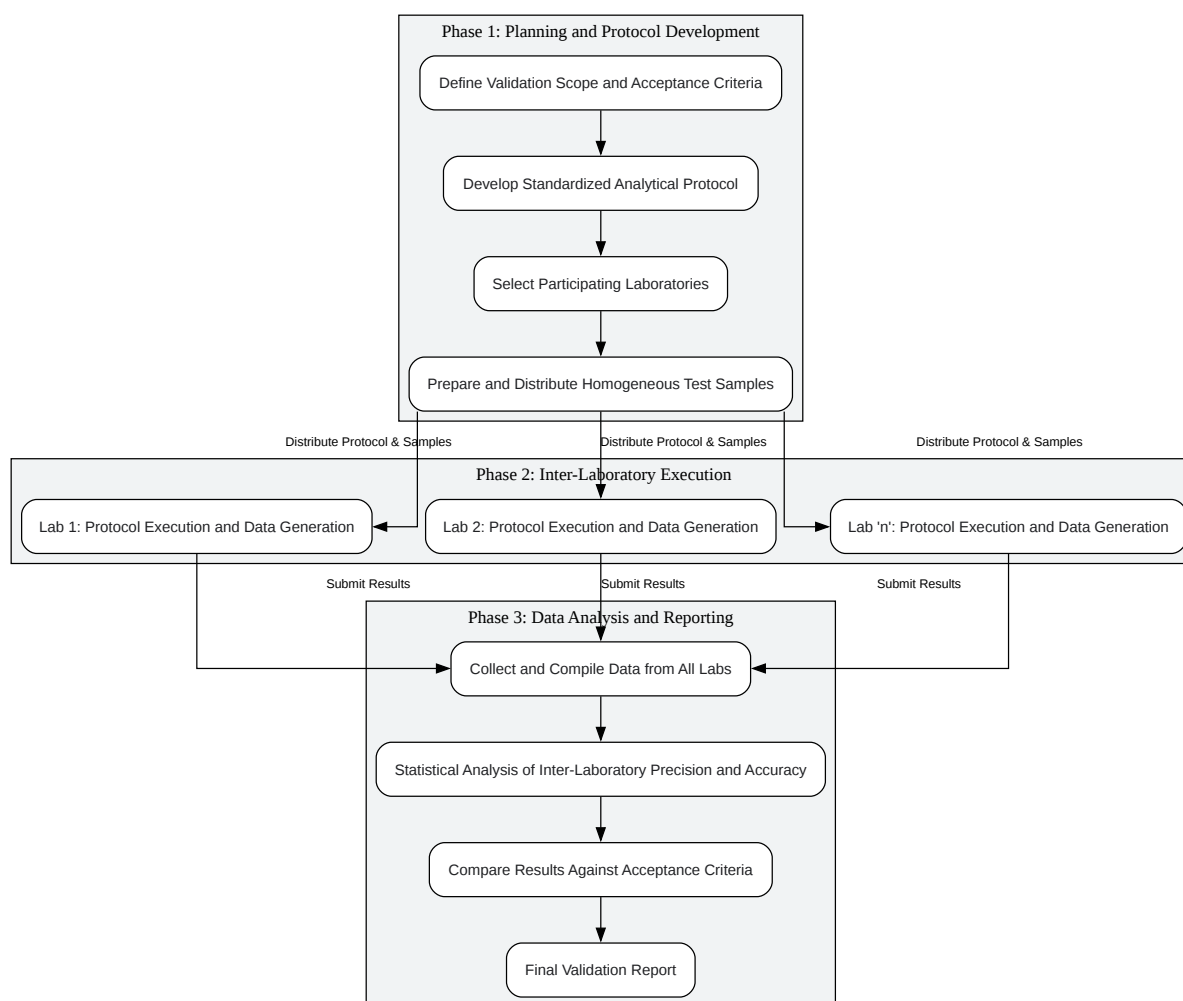 Phase 1: Planning and Protocol Development
Define Validation Scope and Acceptance Criteria
Develop Standardized Analytical Protocol
Select Participating Laboratories
Prepare and Distribute Homogeneous Test Samples
Distribute Protocol & Samples
Distribute Protocol & Samples
Distribute Protocol & Samples
Phase 2: Inter-Laboratory Execution
Lab 1: Protocol Execution and Data Generation
Lab 2: Protocol Execution and Data Generation
Lab 'n': Protocol Execution and Data Generation
Submit Results
Submit Results
Submit Results
Phase 3: Data Analysis and Reporting
Collect and Compile Data from All Labs
Statistical Analysis of Inter-Laboratory Precision and Accuracy
Compare Results Against Acceptance Criteria
Final Validation Report